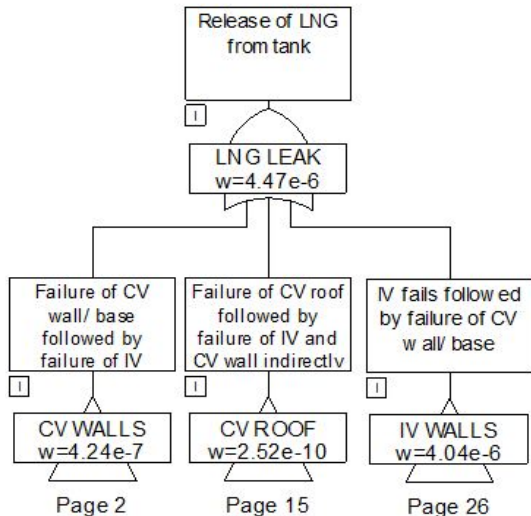 Release of LNG
from tank
I
LNG LEAK
w=4.47e-6
Failure of CV
wall/ base
followed by
failure of IV
Failure of CV roof
followed by
failure of IV and
CV wall indirectly
IV fails followed
by failure of CV
wall/ base
I
I
I
CV WALLS
w=4.24e-7
CV ROOF
w=2.52e-10
IV WALLS
w=4.04e-6
Page 2
Page 15
Page 26